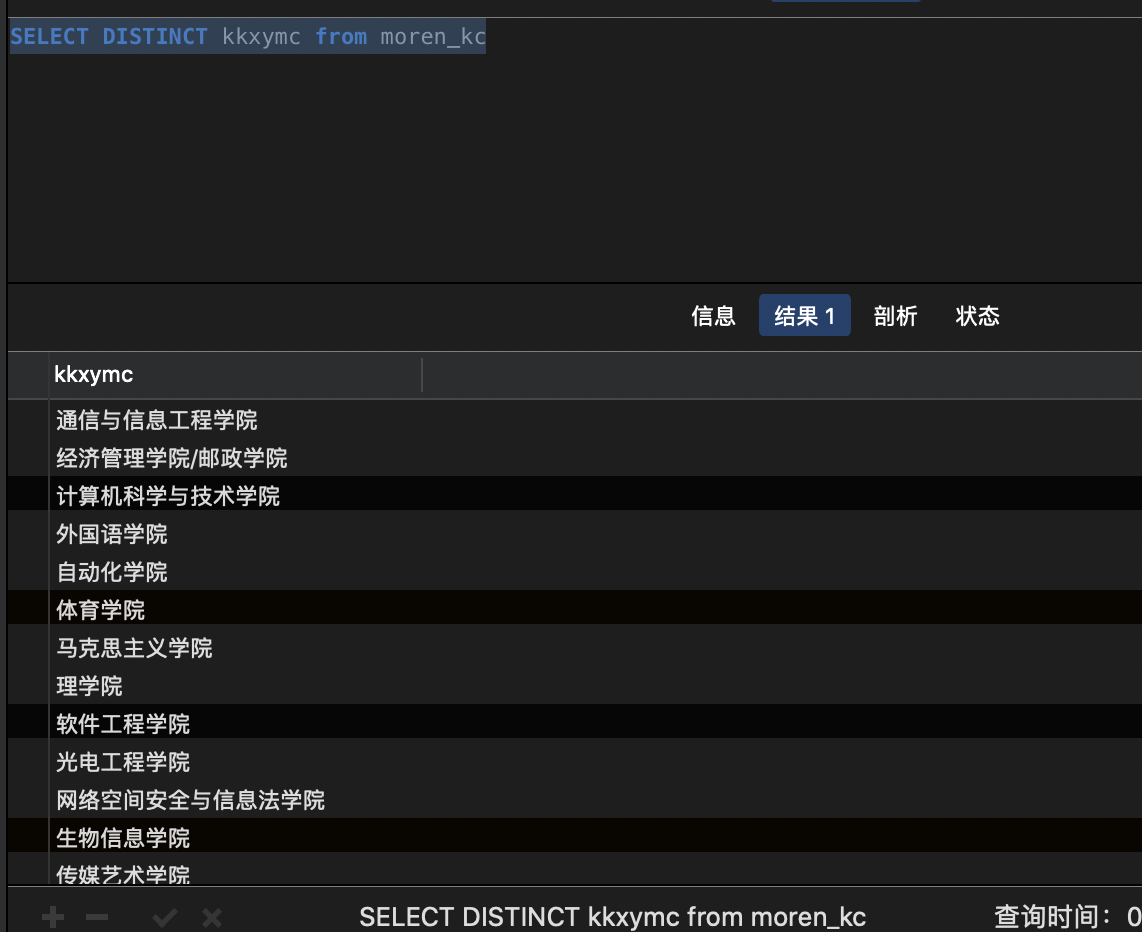 SELECT DISTINCT kkxymc from moren_kc
信息 结果 1 剖析 状态
kkxymc
通信与信息工程学院
经济管理学院/邮政学院
计算机科学与技术学院
外国语学院
自动化学院
体育学院
马克思主义学院
理学院
软件工程学院
光电工程学院
网络空间安全与信息法学院
生物信息学院
传媒艺术学院
SELECT DISTINCT kkxymc from moren_kc 查询时间：0